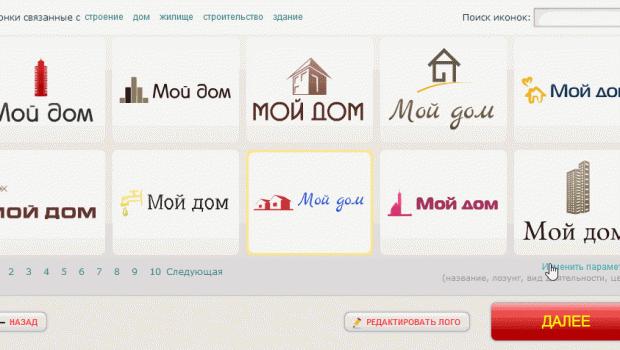 онки связанные с строение дом жилище строительство здание
Поиск иконок:
Мой дом
Мой дом
МОЙ ДОМ
Мой дом
Мой дом
мой дом
Мой дом
Мой дом
Мой дом
Мой дом
2 3 4 5 6 7 8 9 10 Следующая
Изменить парамет
(название, лозунг, вид деятельности, цв
НАЗАД
РЕДАКТИРОВАТЬ ЛОГО
ДАЛЕЕ